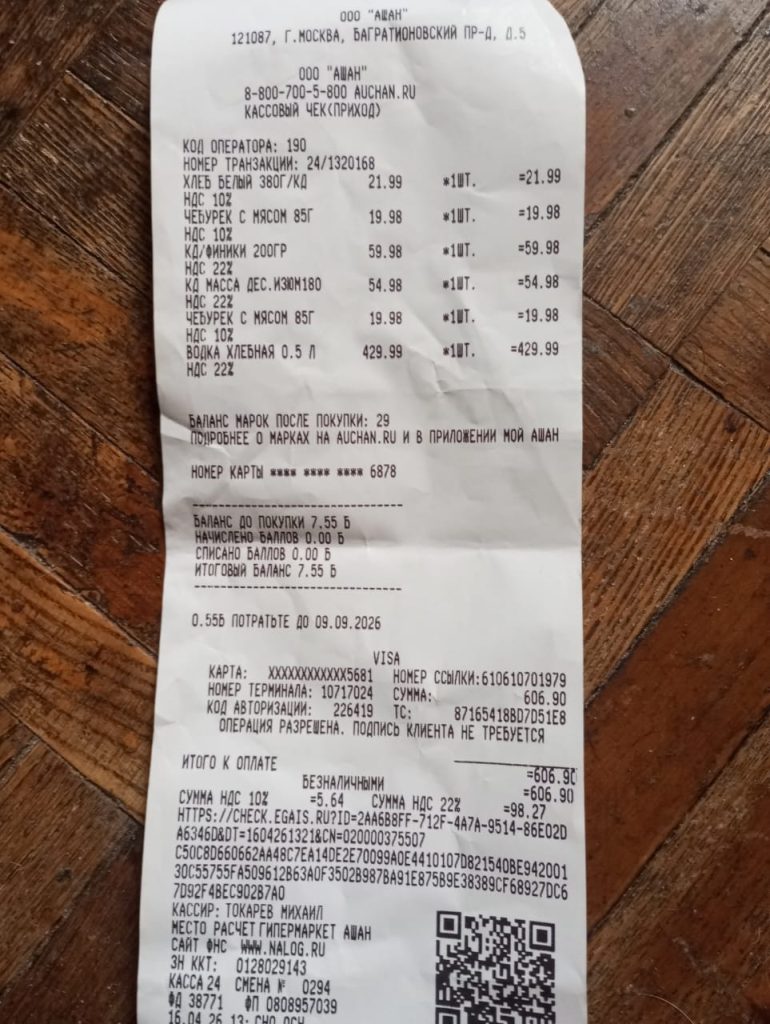 ООО "АШАН"
121087, Г.МОСКВА, БАГРАТИОНОВСКИЙ ПР-Д, Д.5
ООО "АШАН"
8-800-700-5-800 AUCHAN.RU
КАССОВЫЙ ЧЕК(ПРИХОД)
КОД ОПЕРАТОРА: 190
НОМЕР ТРАНЗАКЦИИ: 24/1320168
ХЛЕБ БЕЛЫЙ 380Г/КД 21.99 *1ШТ. =21.99
НДС 10%
ЧЕБУРЕК С МЯСОМ 85Г 19.98 *1ШТ. =19.98
НДС 10%
КД/ФИНИКИ 200ГР 59.98 *1ШТ. =59.98
НДС 22%
КД МАССА ДЕС.ИЗЮМ180 54.98 *1ШТ. =54.98
НДС 22%
ЧЕБУРЕК С МЯСОМ 85Г 19.98 *1ШТ. =19.98
НДС 10%
ВОДКА ХЛЕБНАЯ 0.5 Л 429.99 *1ШТ. =429.99
НДС 22%
БАЛАНС МАРОК ПОСЛЕ ПОКУПКИ: 29
ПОДРОБНЕЕ О МАРКАХ НА AUCHAN.RU И В ПРИЛОЖЕНИИ МОЙ АШАН
НОМЕР КАРТЫ **** **** **** 6878
БАЛАНС ДО ПОКУПКИ 7.55 Б
НАЧИСЛЕНО БАЛЛОВ 0.00 Б
СПИСАНО БАЛЛОВ 0.00 Б
ИТОГОВЫЙ БАЛАНС 7.55 Б
0.55Б ПОТРАТЬТЕ ДО 09.09.2026
VISA
КАРТА: XXXXXXXXXXXX5681 НОМЕР ССЫЛКИ:610610701979
НОМЕР ТЕРМИНАЛА: 10717024 СУММА: 606.90
КОД АВТОРИЗАЦИИ: 226419 ТС: 87165418BD7D51E8
ОПЕРАЦИЯ РАЗРЕШЕНА. ПОДПИСЬ КЛИЕНТА НЕ ТРЕБУЕТСЯ
ИТОГО К ОПЛАТЕ =606.90
БЕЗНАЛИЧНЫМИ =606.90
СУММА НДС 10% =5.64 СУММА НДС 22% =98.27
HTTPS://CHECK.EGAIS.RU?ID=2AA6B8FF-712F-4A7A-9514-86E02D
A6346D&DT=1604261321&CN=020000375507
C50C8D660662AA48C7EA14DE2E70099A0E4410107D821540BE942001
30C55755FA509612B63A0F3502B987BA91E875B9E38389CF68927DC6
7D92F4BEC902B7A0
КАССИР: ТОКАРЕВ МИХАИЛ
МЕСТО РАСЧЕТ ГИПЕРМАРКЕТ АШАН
САЙТ ФНС WWW.NALOG.RU
ЗН ККТ: 0128029143
КАССА 24 СМЕНА № 0294
ФД 38771 ФП 0808957039
16.04.26 13: